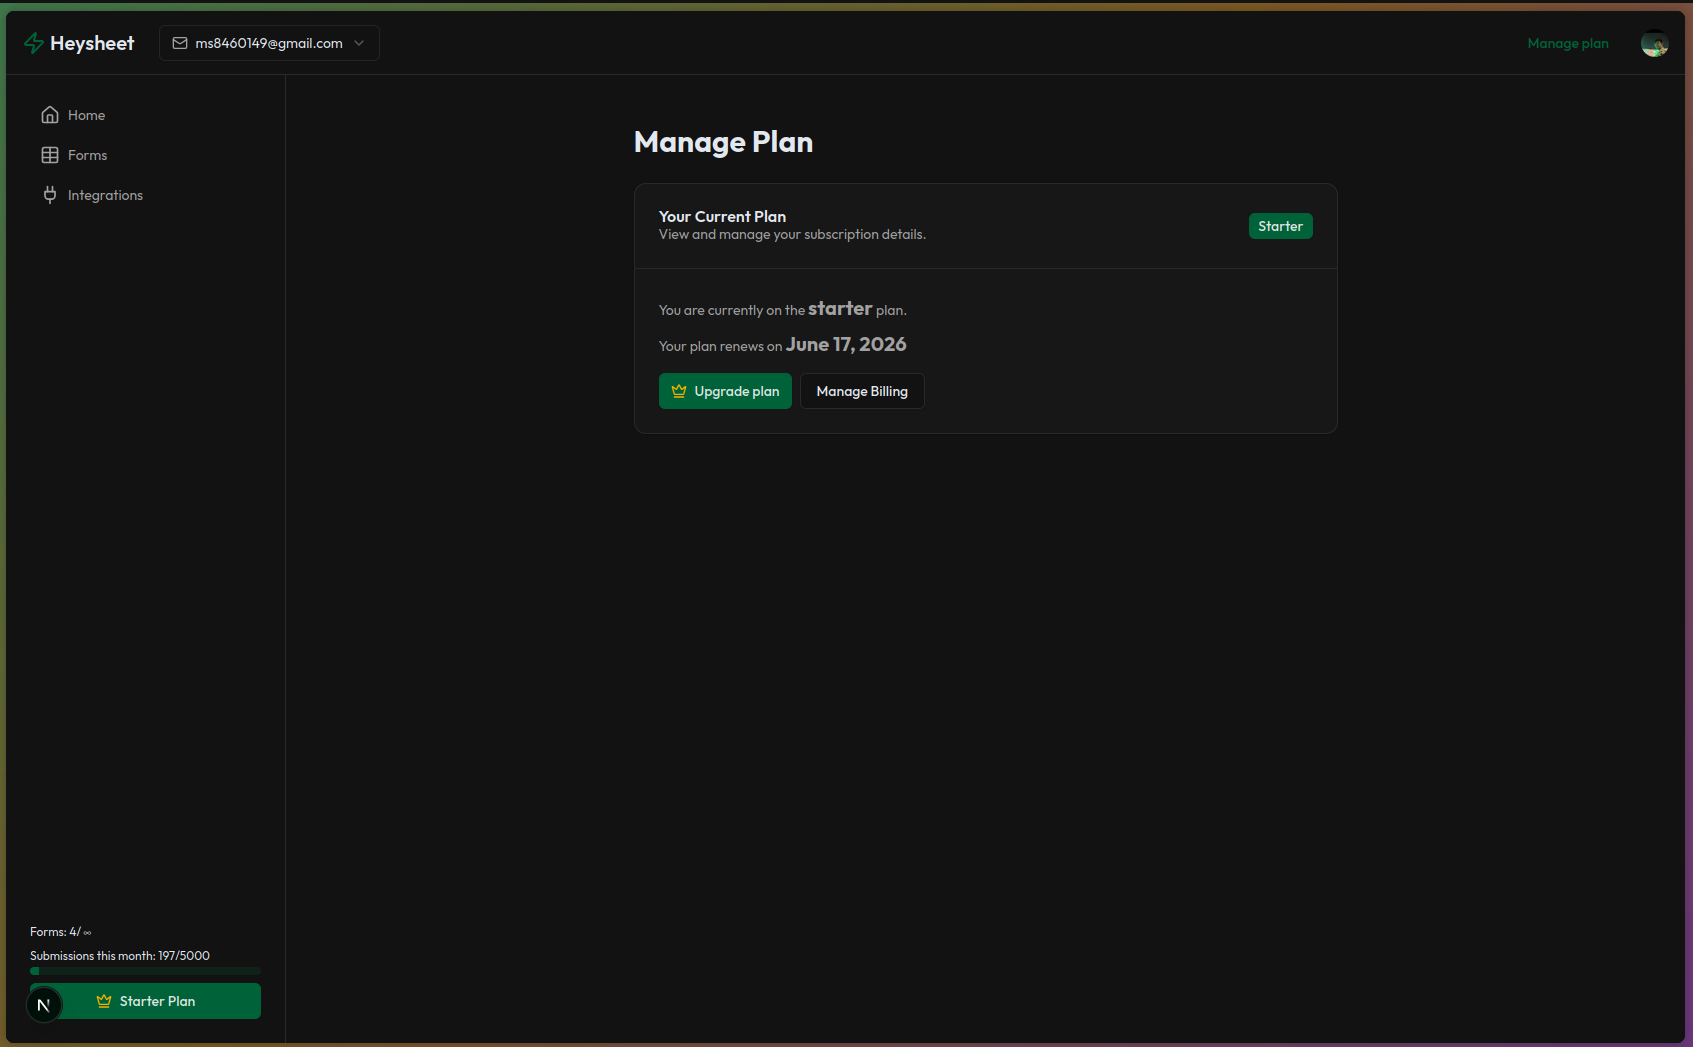 Heysheet
ms8460149@gmail.com
Manage plan
Home
Forms
Integrations
Manage Plan
Your Current Plan
View and manage your subscription details.
Starter
You are currently on the starter plan.
Your plan renews on June 17, 2026
Upgrade plan
Manage Billing
Forms: 4/ ∞
Submissions this month: 197/5000
N
Starter Plan